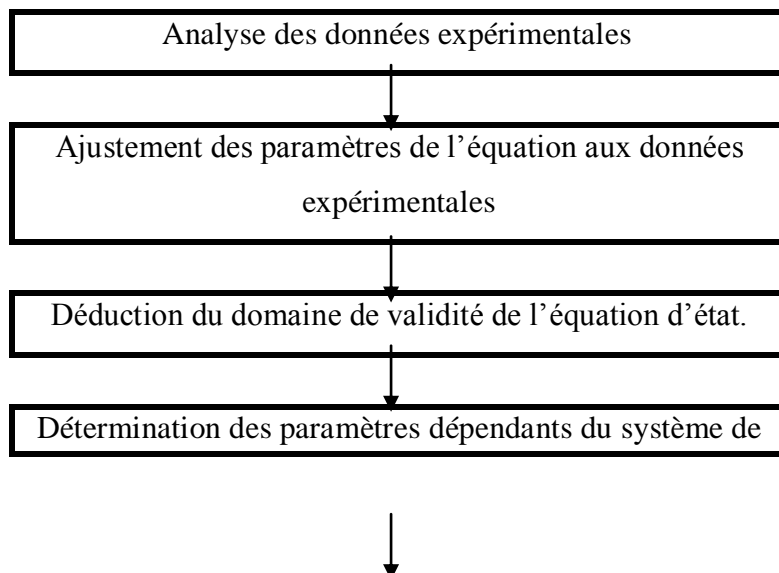 Analyse des données expérimentales
Ajustement des paramètres de l'équation aux données
expérimentales
Déduction du domaine de validité de l'équation d'état.
Détermination des paramètres dépendants du système de